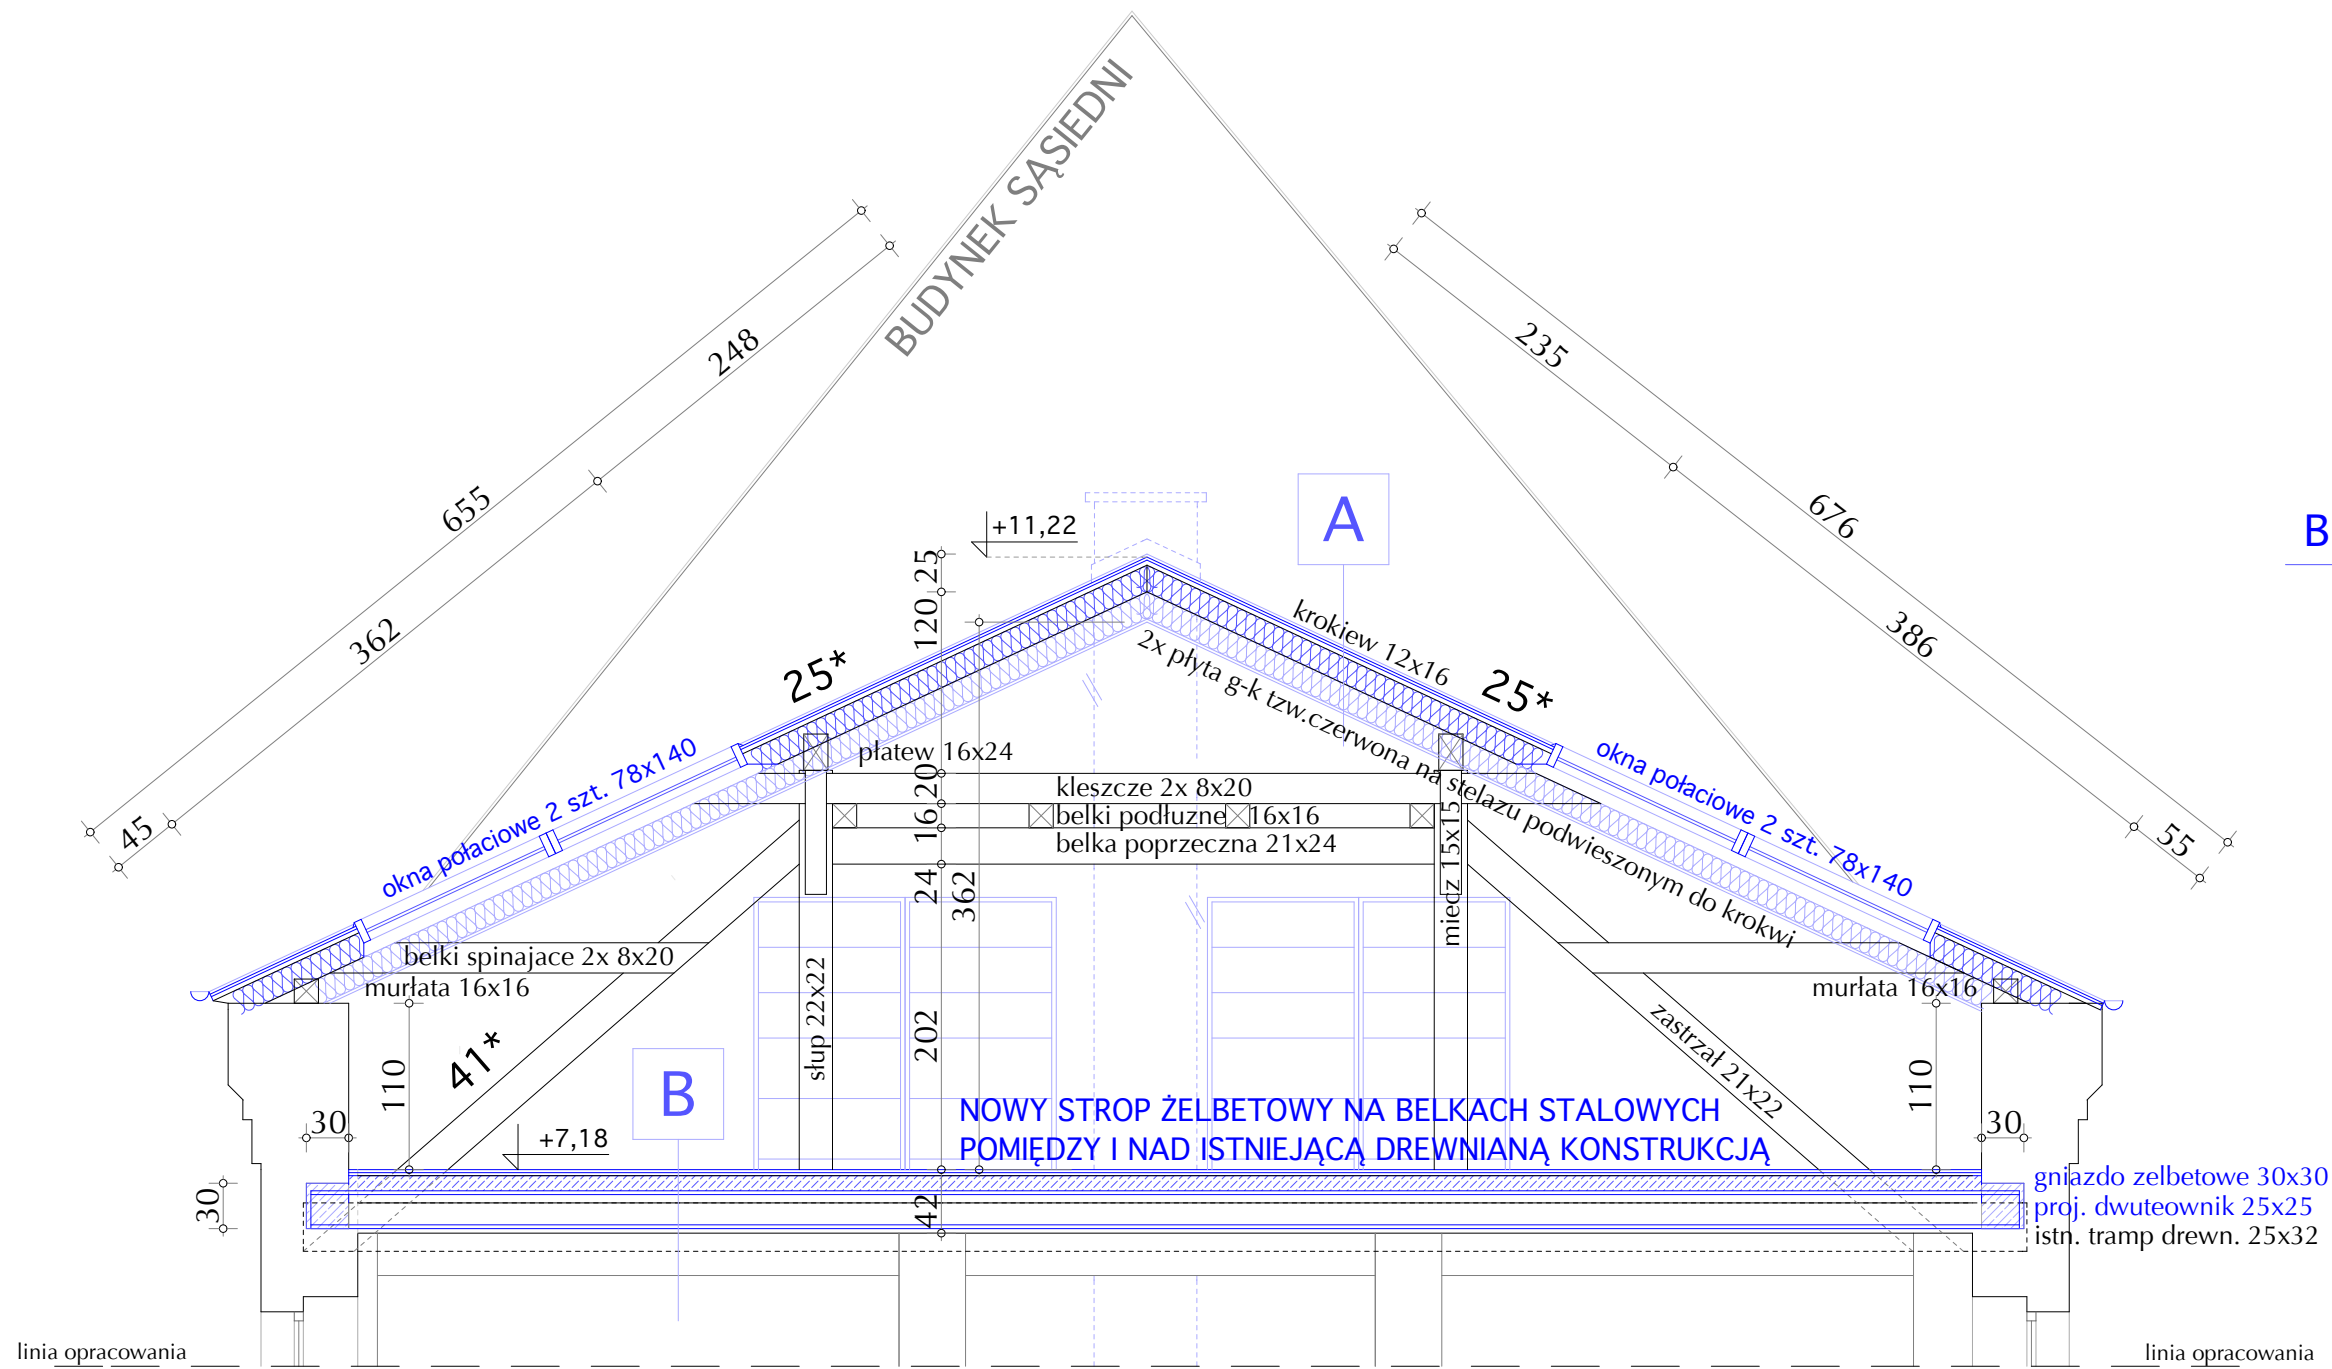 BUDYNEK SĄSIEDNI
248
235
655
676
B
A
+11,22
25
362
386
120
krokiew 12x16
25*
25*
2x płyta g-k tzw.czerwona na stelazu podwieszonym do krokwi
45
55
okna połaciowe 2 szt. 78x140
okna połaciowe 2 szt. 78x140
płatew 16x24
20
kleszcze 2x 8x20
16
belki podłuzne 16x16
belka poprzeczna 21x24
24
362
miecz 15x15
belki spinajace 2x 8x20
murłata 16x16
murłata 16x16
słup 22x22
202
zastrzał 21x22
41*
110
110
B
30
30
+7,18
NOWY STROP ŻELBETOWY NA BELKACH STALOWYCH
POMIĘDZY I NAD ISTNIEJĄCĄ DREWNIANĄ KONSTRUKCJĄ
30
42
gniazdo zelbetowe 30x30
proj. dwuteownik 25x25
istn. tramp drewn. 25x32
linia opracowania
linia opracowania